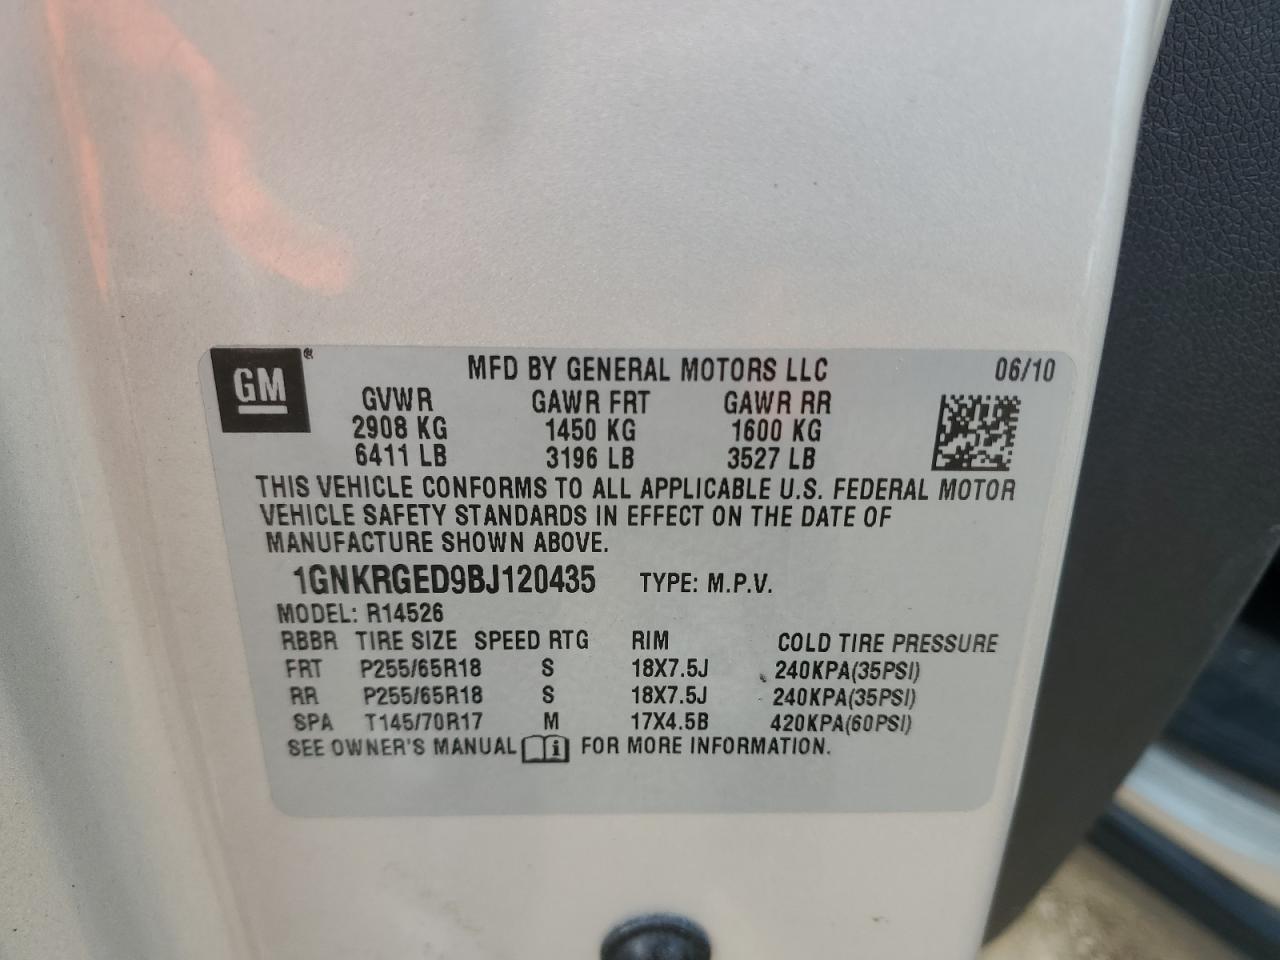 GM ®
MFD BY GENERAL MOTORS LLC 06/10
GVWR GAWR FRT GAWR RR
2908 KG 1450 KG 1600 KG
6411 LB 3196 LB 3527 LB
THIS VEHICLE CONFORMS TO ALL APPLICABLE U.S. FEDERAL MOTOR
VEHICLE SAFETY STANDARDS IN EFFECT ON THE DATE OF
MANUFACTURE SHOWN ABOVE.
1GNKRGED9BJ120435 TYPE: M.P.V.
MODEL: R14526
RBBR TIRE SIZE SPEED RTG RIM COLD TIRE PRESSURE
FRT P255/65R18 S 18X7.5J 240KPA(35PSI)
RR P255/65R18 S 18X7.5J 240KPA(35PSI)
SPA T145/70R17 M 17X4.5B 420KPA(60PSI)
SEE OWNER'S MANUAL i FOR MORE INFORMATION.